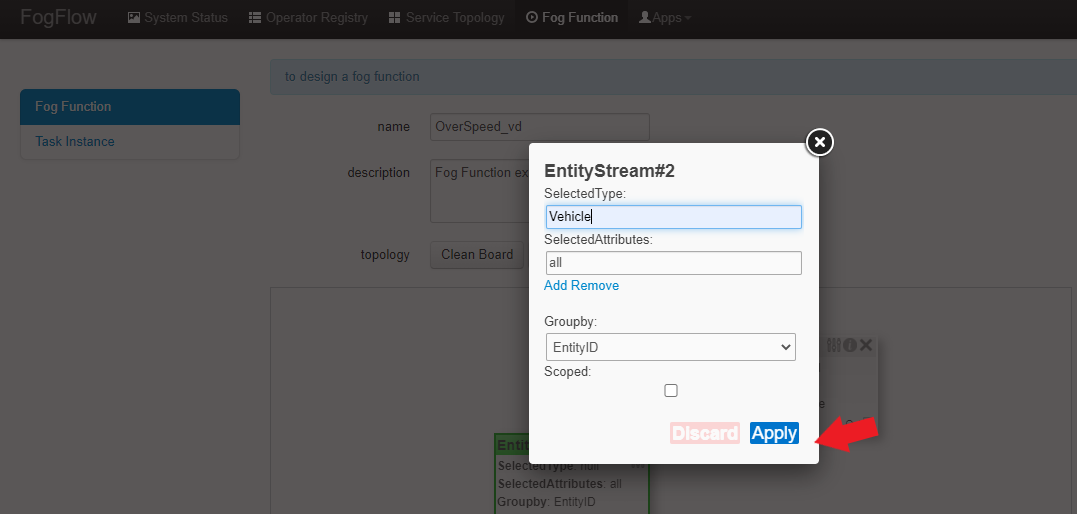 FogFlow System Status Operator Registry Service Topology Fog Function Apps
to design a fog function
Fog Function
Task Instance
name OverSpeed_vd
description Fog Function ex
topology Clean Board
EntityStream#2
SelectedType:
Vehicle
SelectedAttributes:
all
Add Remove
Groupby:
EntityID
Scoped:
Discard Apply
Entit
SelectedType: null
SelectedAttributes: all
Groupby: EntityID